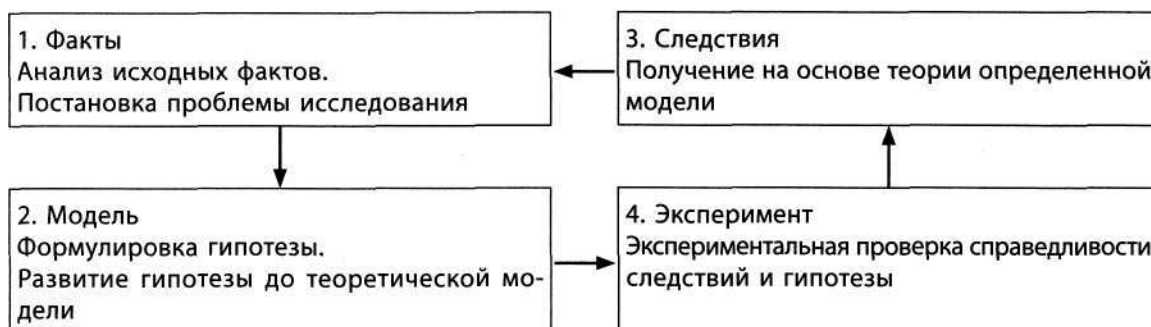 1. Факты
Анализ исходных фактов.
Постановка проблемы исследования
2. Модель
Формулировка гипотезы.
Развитие гипотезы до теоретической мо-
дели
3. Следствия
Получение на основе теории определенной
модели
4. Эксперимент
Экспериментальная проверка справедливости
следствий и гипотезы